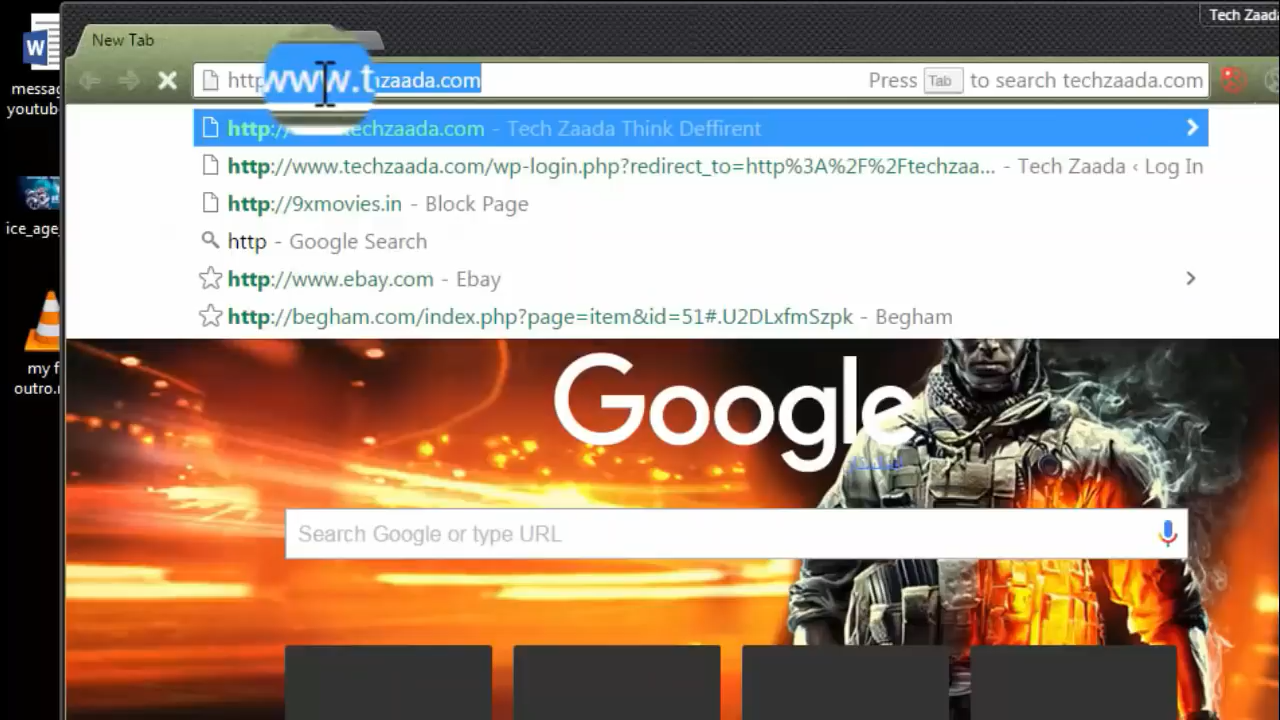 Tech Zaada
New Tab
http www.t zaada.com Press Tab to search techzaada.com
http:// techzaada.com - Tech Zaada Think Deffirent
http://www.techzaada.com/wp-login.php?redirect_to=http%3A%2F%2Ftechzaa... - Tech Zaada ‹ Log In
http://9xmovies.in - Block Page
http - Google Search
http://www.ebay.com - Ebay
http://begham.com/index.php?page=item&id=51#.U2DLxfmSzpk - Begham
W
messag
youtub
ice_age
my f
outro.
Google
Search Google or type URL